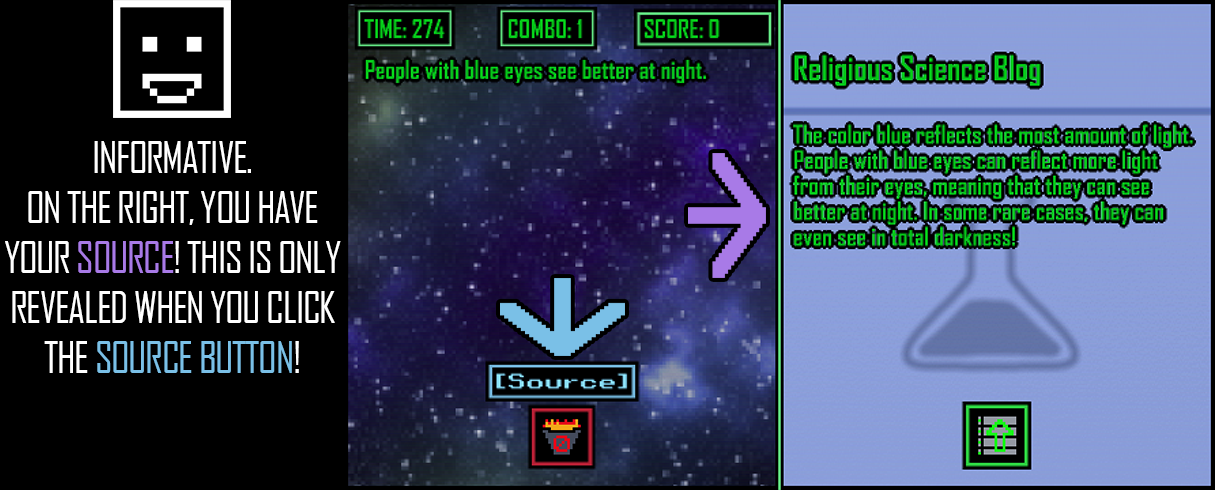 INFORMATIVE.
ON THE RIGHT, YOU HAVE
YOUR SOURCE! THIS IS ONLY
REVEALED WHEN YOU CLICK
THE SOURCE BUTTON!
TIME: 274
COMBO: 1
SCORE: 0
People with blue eyes see better at night.
[Source]
Religious Science Blog
The color blue reflects the most amount of light.
People with blue eyes can reflect more light
from their eyes, meaning that they can see
better at night. In some rare cases, they can
even see in total darkness!